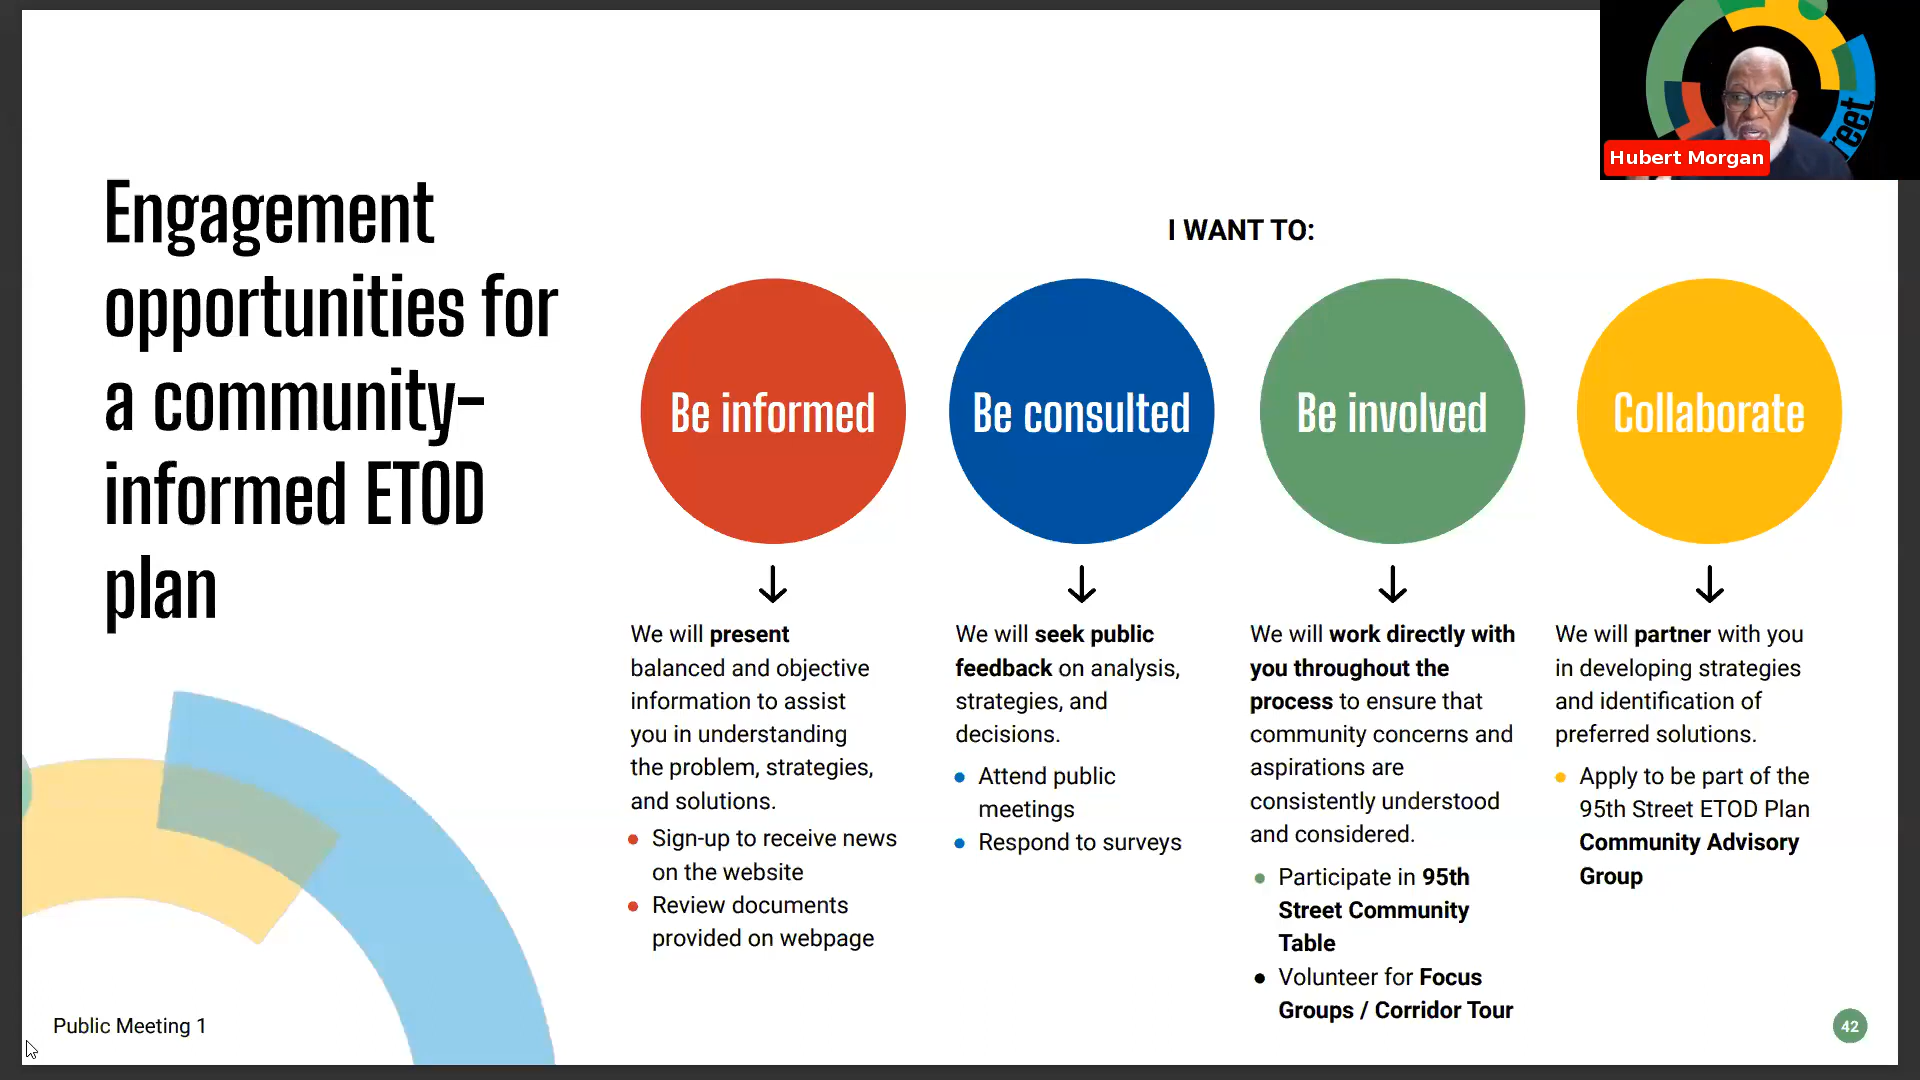 Engagement
opportunities for
a community-
informed ETOD
plan
I WANT TO:
Be informed
We will present
balanced and objective
information to assist
you in understanding
the problem, strategies,
and solutions.
Sign-up to receive news
on the website
Review documents
provided on webpage
Be consulted
We will seek public
feedback on analysis,
strategies, and
decisions.
Attend public
meetings
Respond to surveys
Be involved
We will work directly with
you throughout the
process to ensure that
community concerns and
aspirations are
consistently understood
and considered.
Participate in 95th
Street Community
Table
Volunteer for Focus
Groups / Corridor Tour
Collaborate
We will partner with you
in developing strategies
and identification of
preferred solutions.
Apply to be part of the
95th Street ETOD Plan
Community Advisory
Group
Public Meeting 1
42
Hubert Morgan
reet